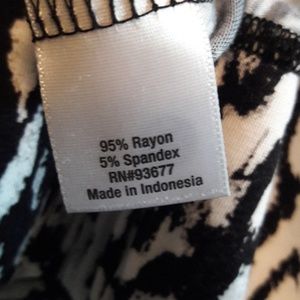 95% Rayon
5% Spandex
RN#93677
Made in Indonesia